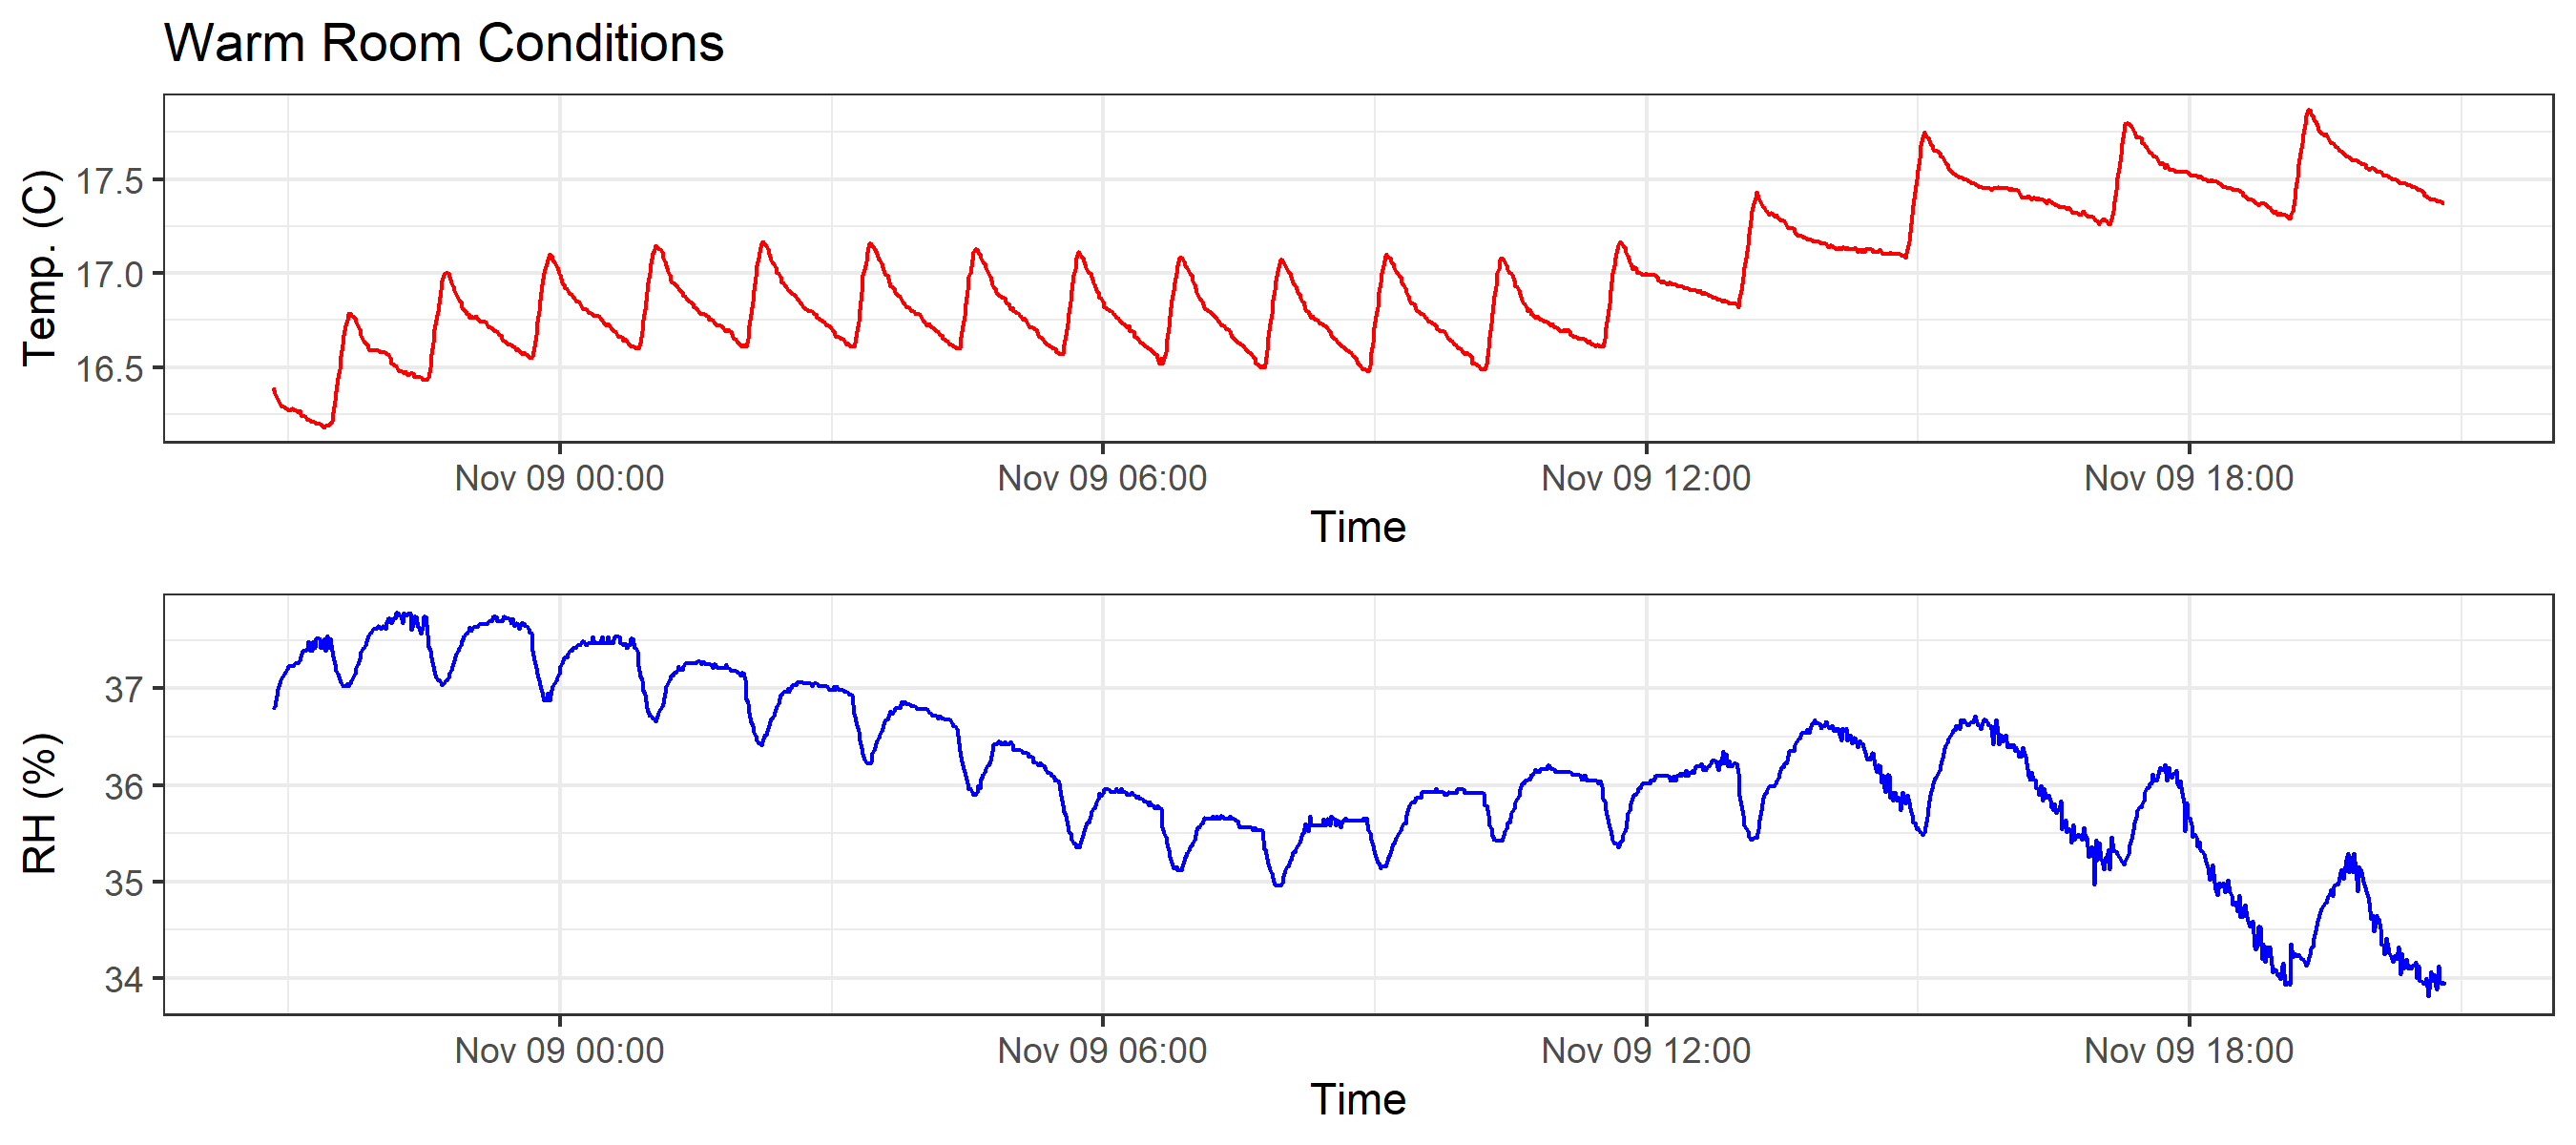 Warm Room Conditions
Temp. (C)
17.5
17.0
16.5
Nov 09 00:00 Nov 09 06:00 Nov 09 12:00 Nov 09 18:00
Time
RH (%)
37
36
35
34
Nov 09 00:00 Nov 09 06:00 Nov 09 12:00 Nov 09 18:00
Time